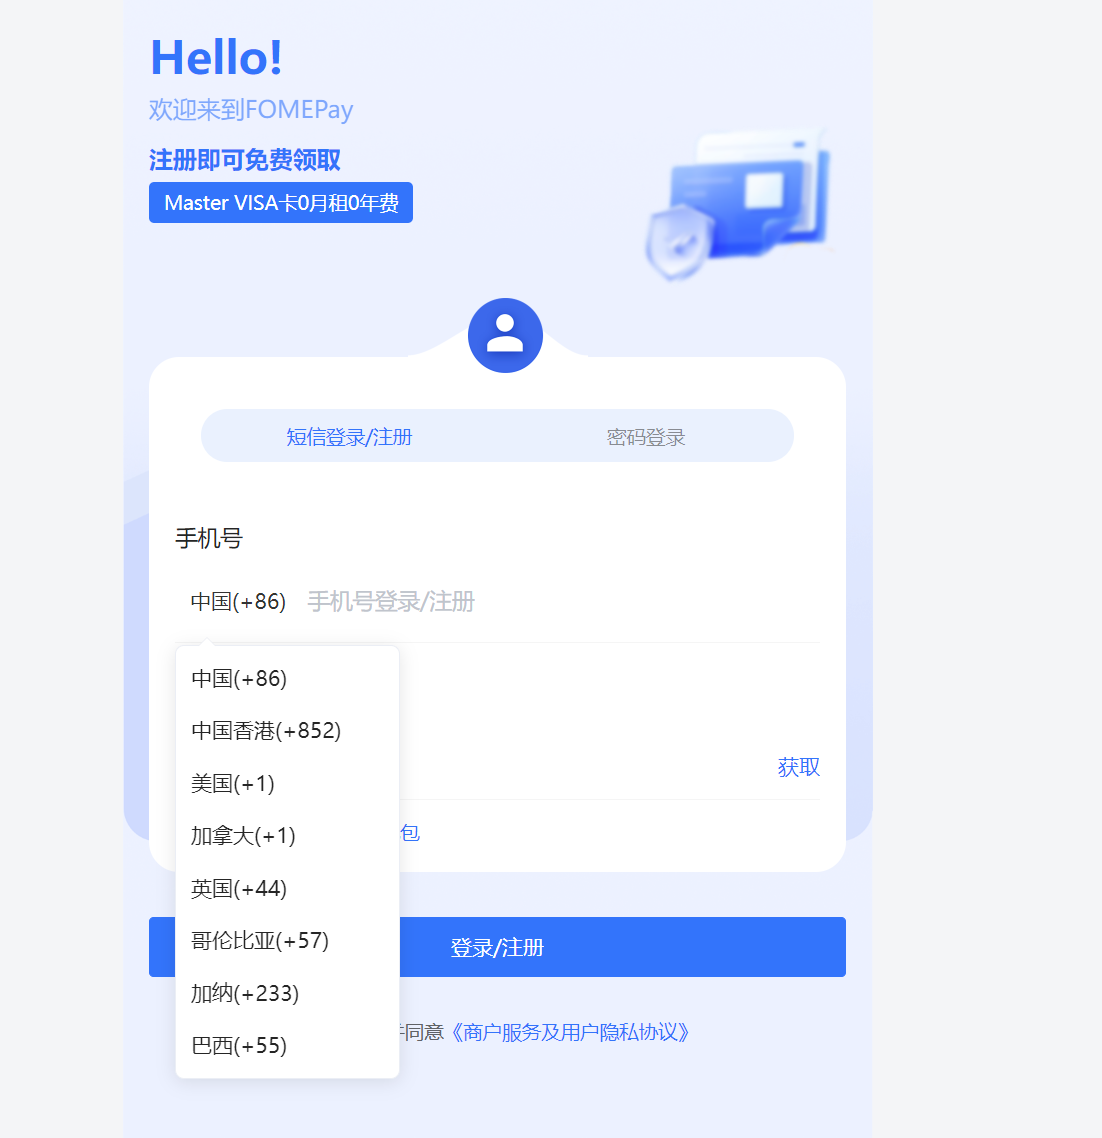 Hello!
欢迎来到FOMEPay
注册即可免费领取
Master VISA卡0月租0年费
短信登录/注册
密码登录
手机号
中国(+86)
手机号登录/注册
中国(+86)
中国香港(+852)
美国(+1)
获取
加拿大(+1)
包
英国(+44)
哥伦比亚(+57)
登录/注册
加纳(+233)
同意《商户服务及用户隐私协议》
巴西(+55)